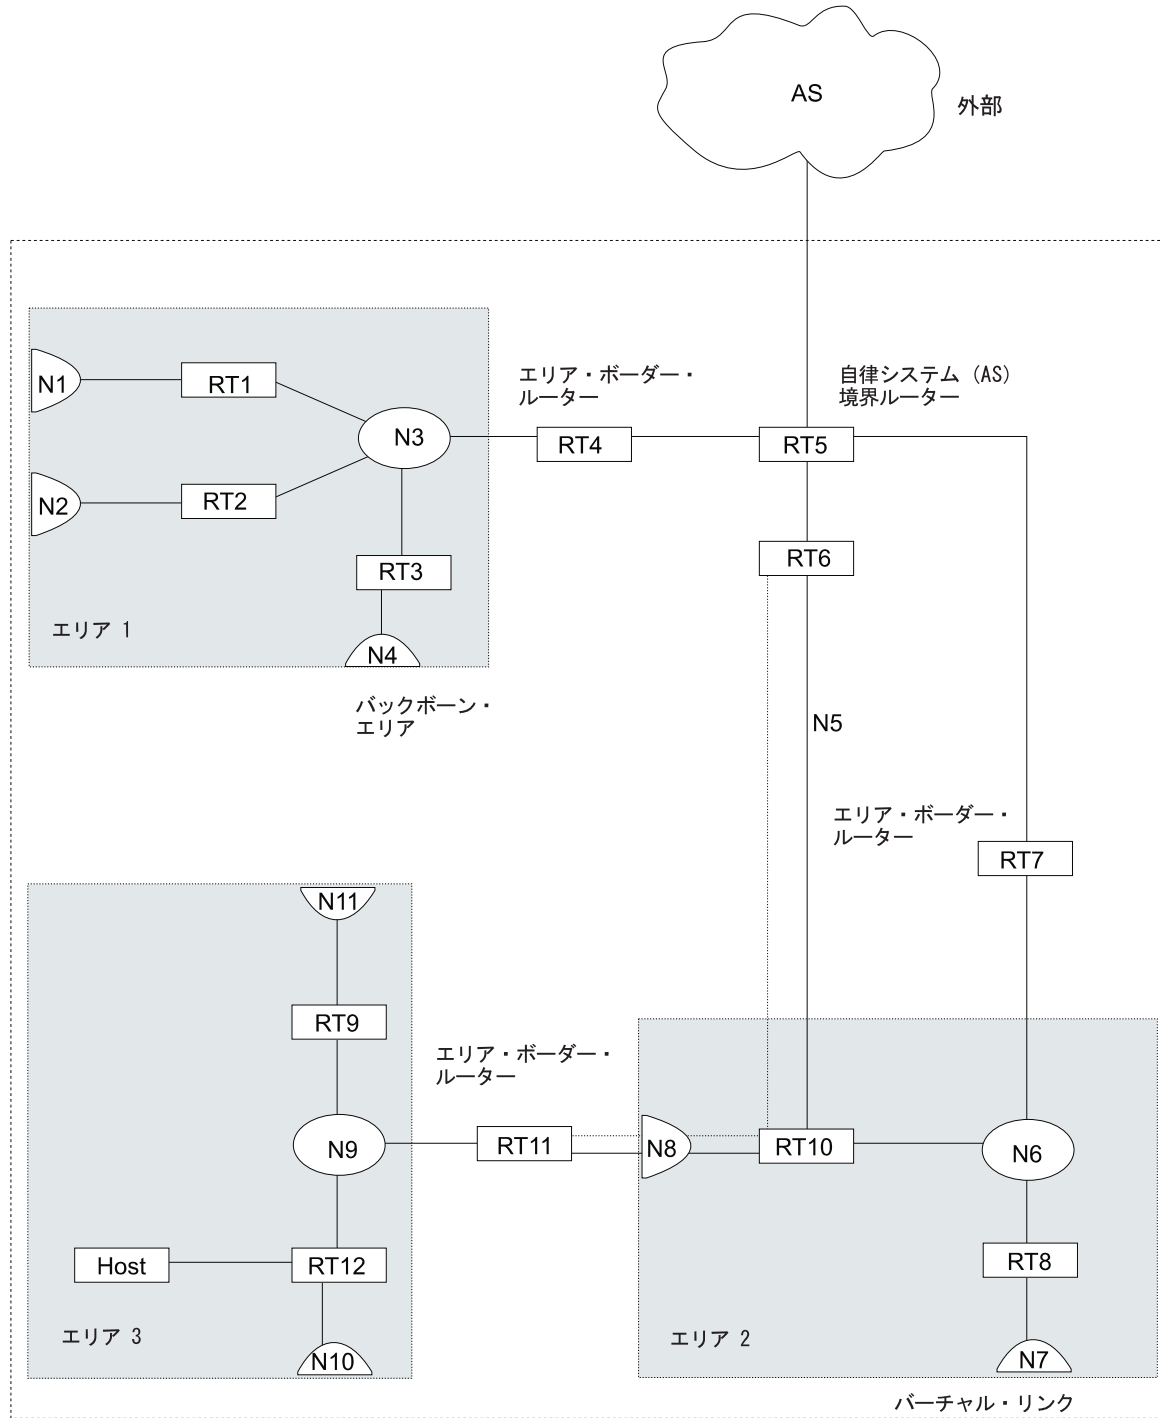 AS
外部
エリア・ボーダー・
ルーター
自律システム (AS)
境界ルーター
N1
RT1
N3
RT4
RT5
N2
RT2
RT3
RT6
エリア 1
N4
バックボーン・
エリア
N5
エリア・ボーダー・
ルーター
RT7
N11
RT9
エリア・ボーダー・
ルーター
N9
RT11
N8
RT10
N6
Host
RT12
RT8
エリア 3
N10
エリア 2
N7
バーチャル・リンク